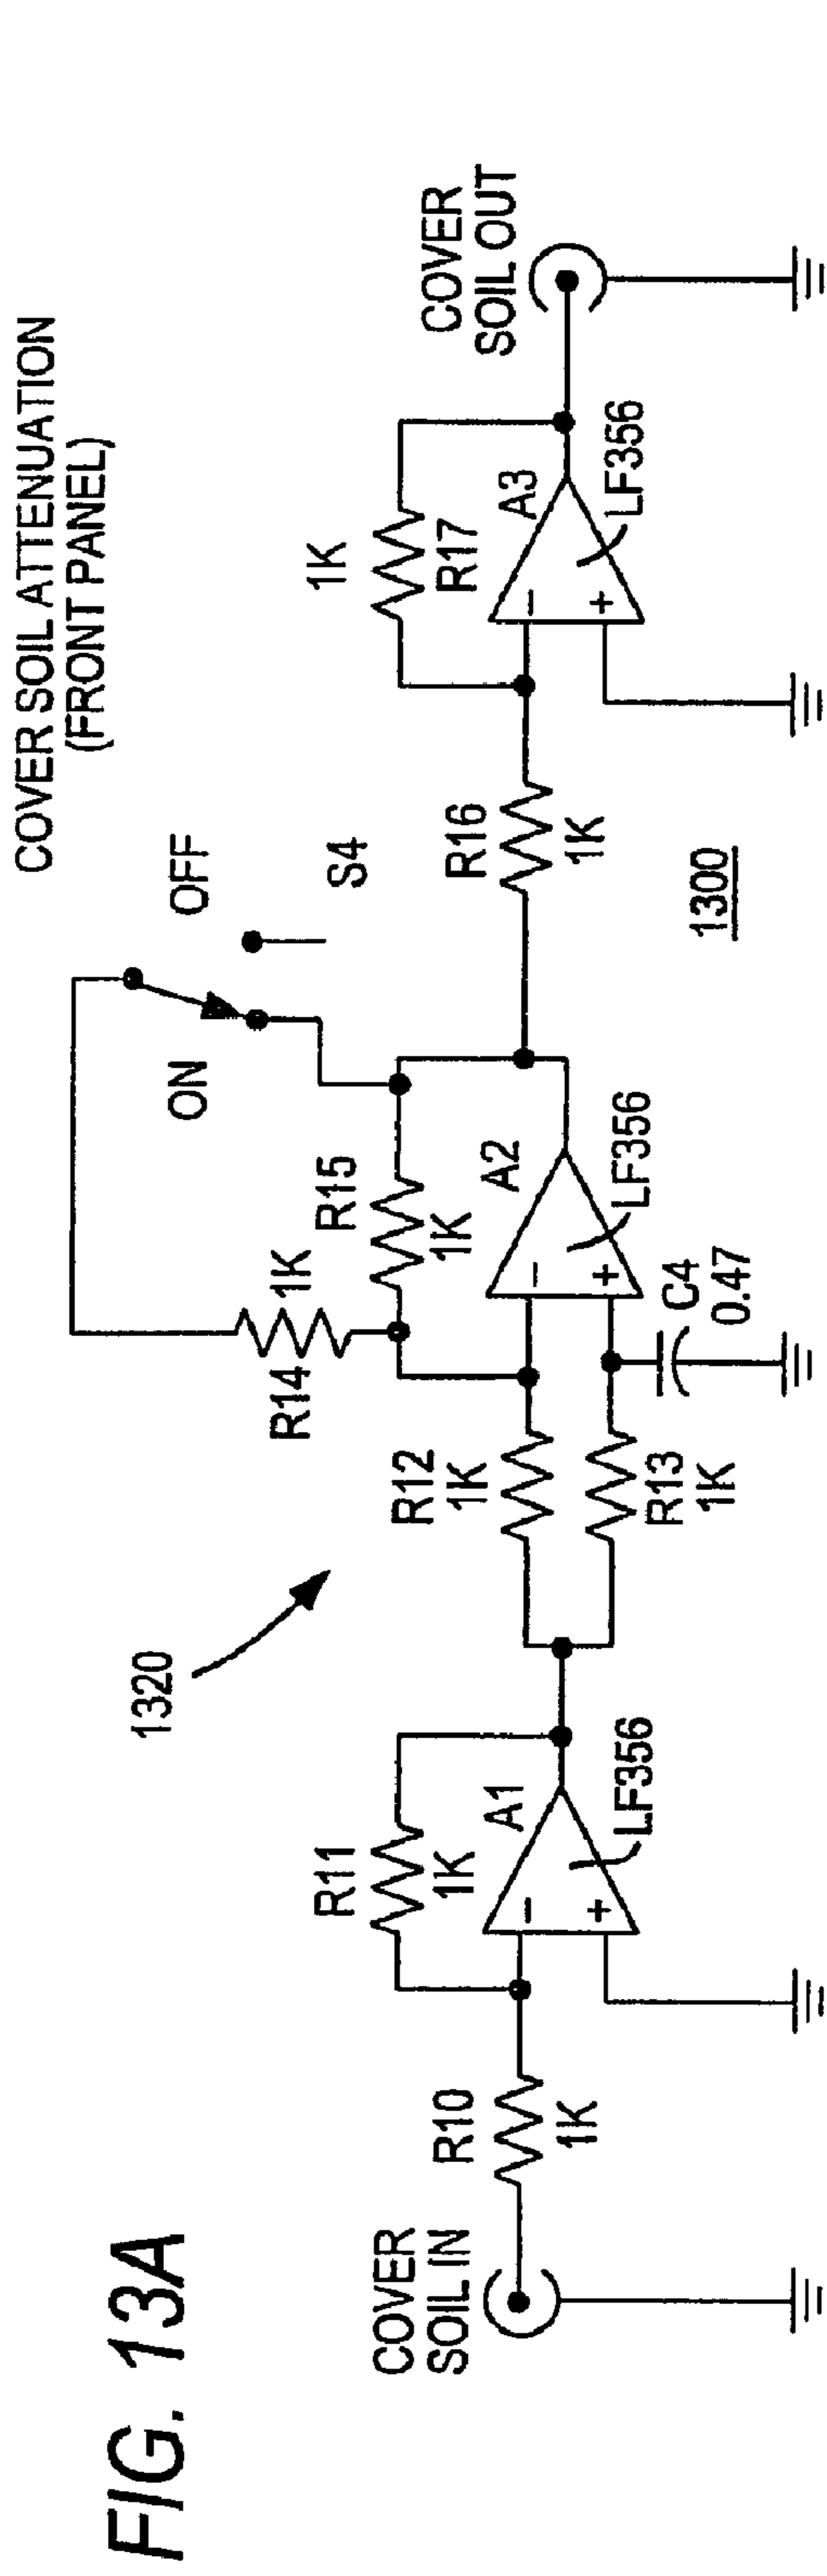 FIG. 13A
COVER SOIL ATTENUATION
(FRONT PANEL)
1320
ON
OFF
S4
R14
1K
COVER
SOIL IN
R10
1K
R11
1K
A1
-
+
LF356
R12
1K
R13
1K
R15
1K
A2
-
+
LF356
C4
0.47
R16
1K
1300
1K
R17
A3
-
+
LF356
COVER
SOIL OUT